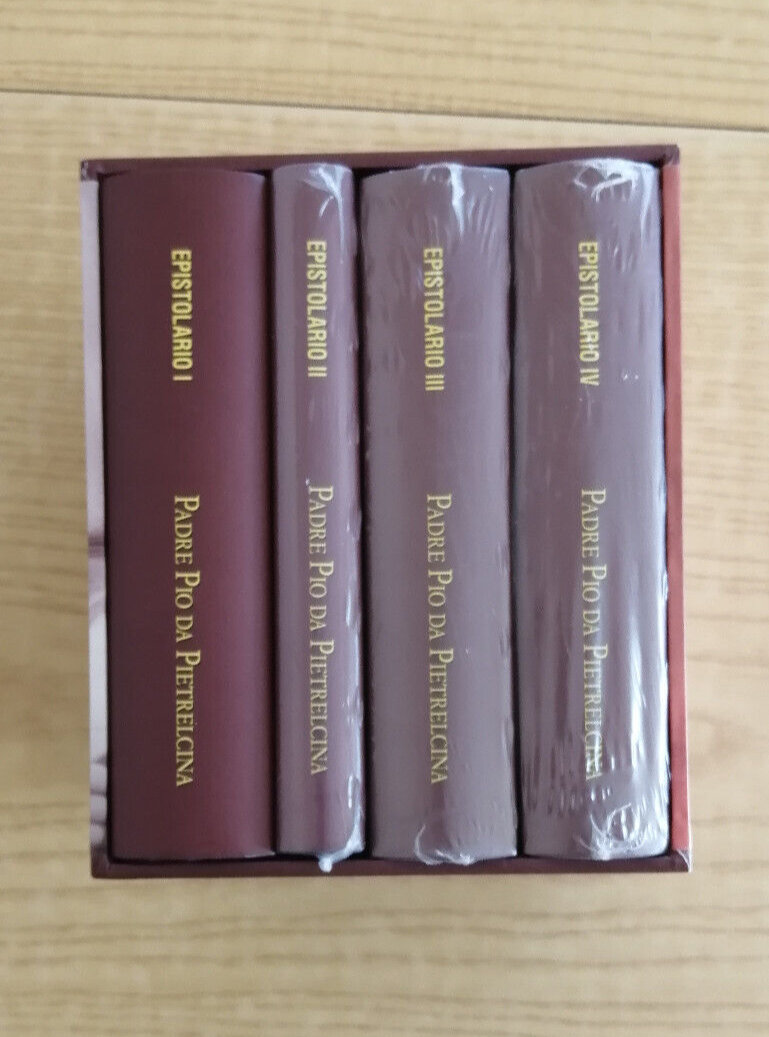 EPISTOLARIO I
PADRE PIO DA PIETRELCINA
EPISTOLARIO II
PADRE PIO DA PIETRELCINA
EPISTOLARIO III
PADRE PIO DA PIETRELCINA
EPISTOLARIO IV
PADRE PIO DA PIETRELCINA